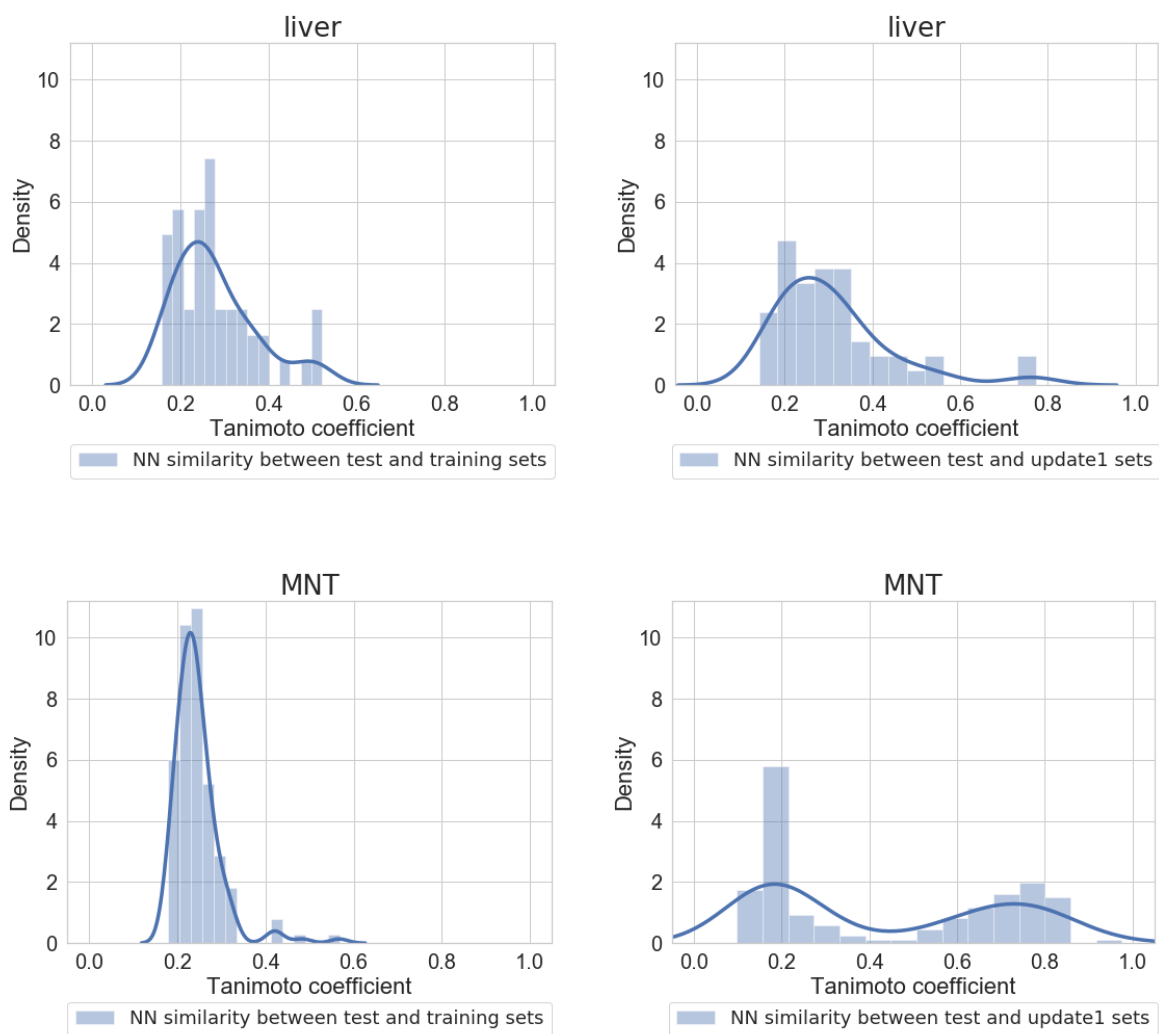 liver
Density
10
8
6
4
2
0
0.0 0.2 0.4 0.6 0.8 1.0
Tanimoto coefficient
NN similarity between test and training sets
liver
Density
10
8
6
4
2
0
0.0 0.2 0.4 0.6 0.8 1.0
Tanimoto coefficient
NN similarity between test and update1 sets
MNT
Density
10
8
6
4
2
0
0.0 0.2 0.4 0.6 0.8 1.0
Tanimoto coefficient
NN similarity between test and training sets
MNT
Density
10
8
6
4
2
0
0.0 0.2 0.4 0.6 0.8 1.0
Tanimoto coefficient
NN similarity between test and update1 sets